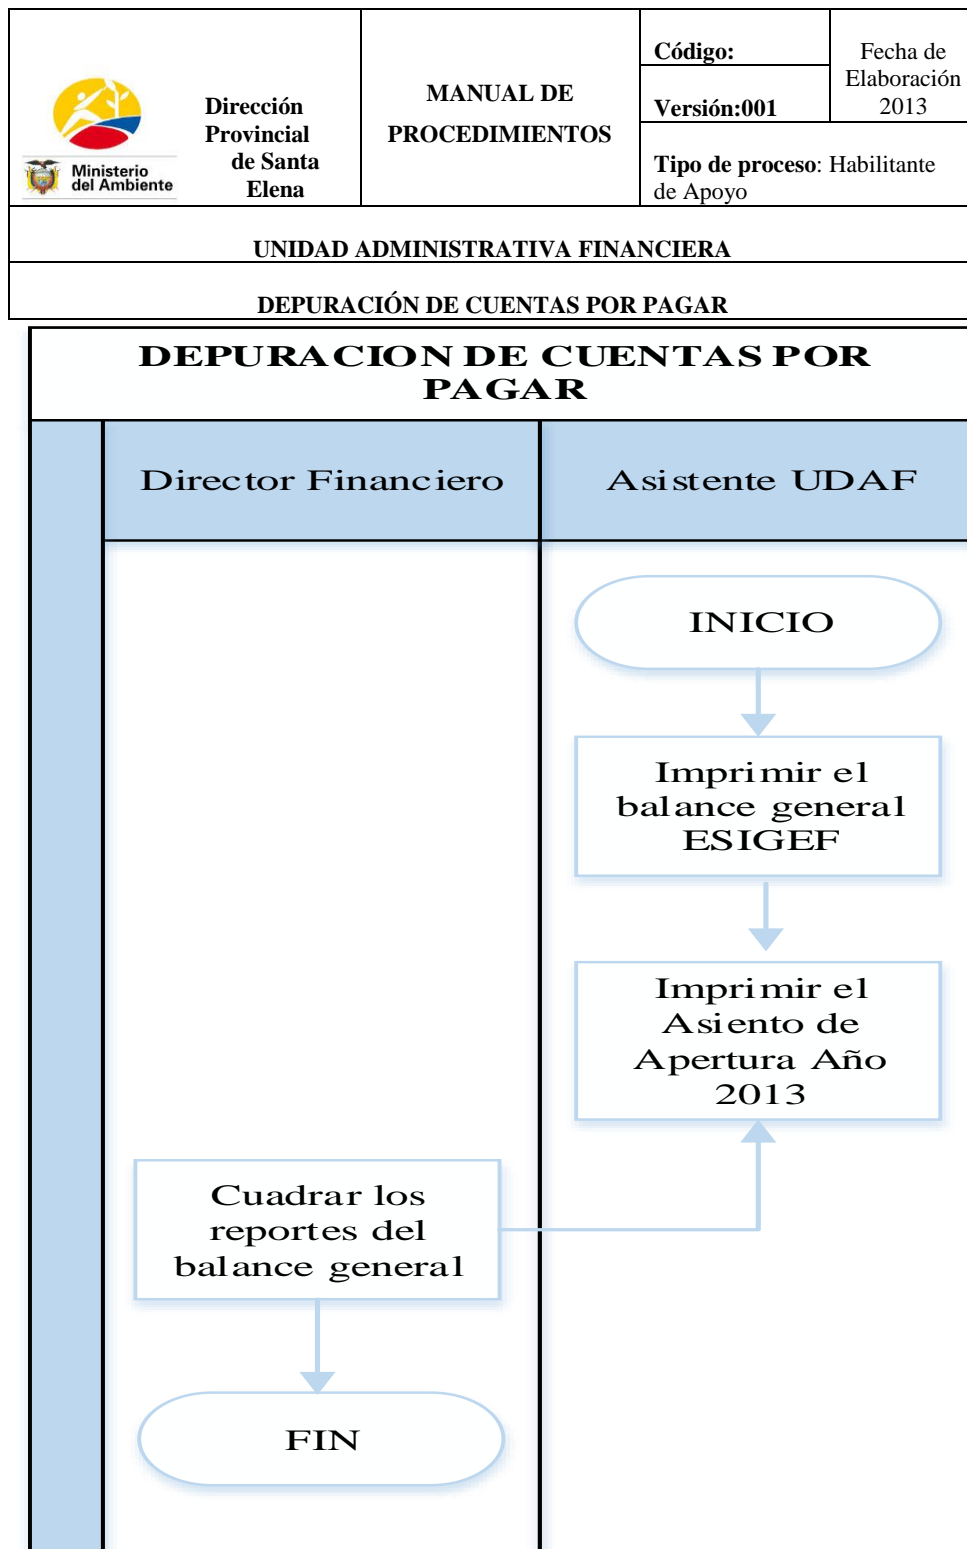 Ministerio
del Ambiente
Dirección
Provincial
de Santa
Elena
MANUAL DE
PROCEDIMIENTOS
Código:
Versión:001
Fecha de
Elaboración
2013
Tipo de proceso: Habilitante
de Apoyo
UNIDAD ADMINISTRATIVA FINANCIERA
DEPURACIÓN DE CUENTAS POR PAGAR
DEPURACION DE CUENTAS POR
PAGAR
Director Financiero
Asistente UDAF
INICIO
Imprimir el
balance general
ESIGEF
Imprimir el
Asiento de
Apertura Año
2013
Cuadrar los
reportes del
balance general
FIN